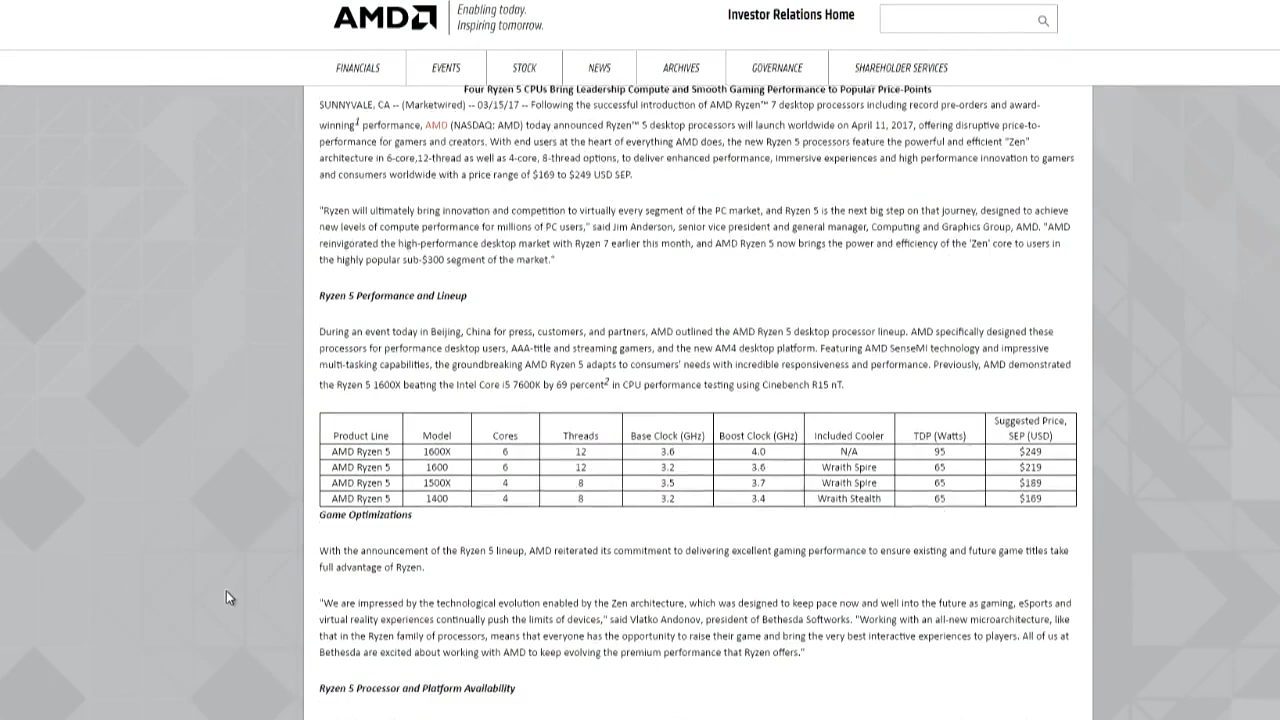 AMD
Enabling today.
Inspiring tomorrow.
Investor Relations Home
FINANCIALS EVENTS STOCK NEWS ARCHIVES GOVERNANCE SHAREHOLDER SERVICES
Four Ryzen 5 CPUs Bring Leadership Compute and Smooth Gaming Performance to Popular Price-Points
SUNNYVALE, CA -- (Marketwired) -- 03/15/17 -- Following the successful introduction of AMD Ryzen™ 7 desktop processors including record pre-orders and award-
winning1 performance, AMD (NASDAQ: AMD) today announced Ryzen™ 5 desktop processors will launch worldwide on April 11, 2017, offering disruptive price-to-
performance for gamers and creators. With end users at the heart of everything AMD does, the new Ryzen 5 processors feature the powerful and efficient "Zen"
architecture in 6-core,12-thread as well as 4-core, 8-thread options, to deliver enhanced performance, immersive experiences and high performance innovation to gamers
and consumers worldwide with a price range of $169 to $249 USD SEP.
"Ryzen will ultimately bring innovation and competition to virtually every segment of the PC market, and Ryzen 5 is the next big step on that journey, designed to achieve
new levels of compute performance for millions of PC users," said Jim Anderson, senior vice president and general manager, Computing and Graphics Group, AMD. "AMD
reinvigorated the high-performance desktop market with Ryzen 7 earlier this month, and AMD Ryzen 5 now brings the power and efficiency of the 'Zen' core to users in
the highly popular sub-$300 segment of the market."
Ryzen 5 Performance and Lineup
During an event today in Beijing, China for press, customers, and partners, AMD outlined the AMD Ryzen 5 desktop processor lineup. AMD specifically designed these
processors for performance desktop users, AAA-title and streaming gamers, and the new AM4 desktop platform. Featuring AMD SenseMI technology and impressive
multi-tasking capabilities, the groundbreaking AMD Ryzen 5 adapts to consumers' needs with incredible responsiveness and performance. Previously, AMD demonstrated
the Ryzen 5 1600X beating the Intel Core i5 7600K by 69 percent2 in CPU performance testing using Cinebench R15 nT.
Product Line Model Cores Threads Base Clock (GHz) Boost Clock (GHz) Included Cooler TDP (Watts) Suggested Price, SEP (USD)
AMD Ryzen 5 1600X 6 12 3.6 4.0 N/A 95 $249
AMD Ryzen 5 1600 6 12 3.2 3.6 Wraith Spire 65 $219
AMD Ryzen 5 1500X 4 8 3.5 3.7 Wraith Spire 65 $189
AMD Ryzen 5 1400 4 8 3.2 3.4 Wraith Stealth 65 $169
Game Optimizations
With the announcement of the Ryzen 5 lineup, AMD reiterated its commitment to delivering excellent gaming performance to ensure existing and future game titles take
full advantage of Ryzen.
"We are impressed by the technological evolution enabled by the Zen architecture, which was designed to keep pace now and well into the future as gaming, eSports and
virtual reality experiences continually push the limits of devices," said Vlatko Andonov, president of Bethesda Softworks. "Working with an all-new microarchitecture, like
that in the Ryzen family of processors, means that everyone has the opportunity to raise their game and bring the very best interactive experiences to players. All of us at
Bethesda are excited about working with AMD to keep evolving the premium performance that Ryzen offers."
Ryzen 5 Processor and Platform Availability